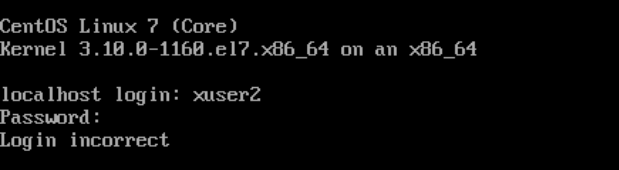 CentOS Linux 7 (Core)
Kernel 3.10.0-1160.el7.x86_64 on an x86_64
localhost login: xuser2
Password:
Login incorrect